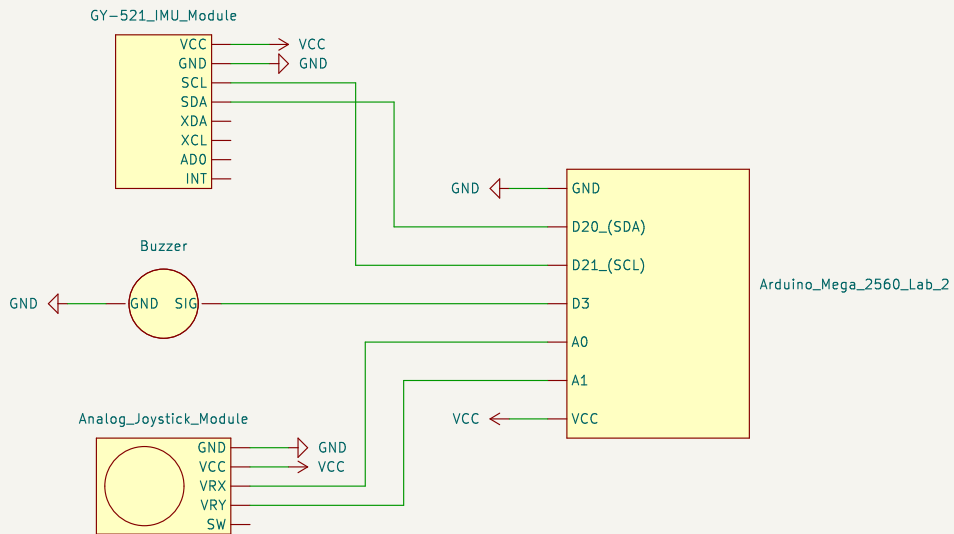 GY-521_IMU_Module
VCC VCC
GND GND
SCL
SDA
XDA
XCL
AD0
INT
GND GND
D20_(SDA)
Buzzer
D21_(SCL)
Arduino_Mega_2560_Lab_2
GND GND SIG D3
A0
A1
Analog_Joystick_Module VCC VCC
GND GND
VCC VCC
VRX
VRY
SW